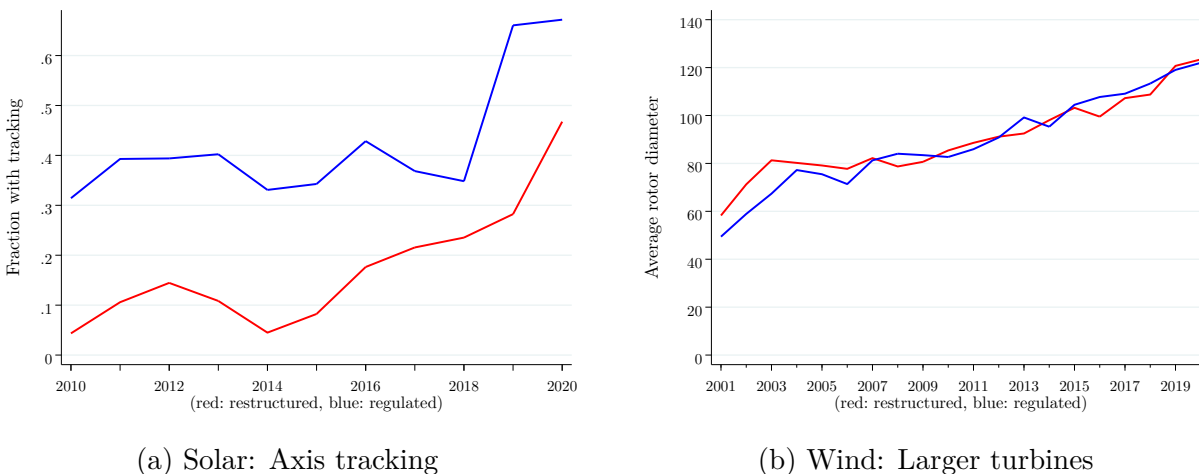 Fraction with tracking
.6
.5
.4
.3
.2
.1
0
2010 2012 2014 2016 2018 2020
(red: restructured, blue: regulated)
(a) Solar: Axis tracking
Average rotor diameter
140
120
100
80
60
40
20
0
2001 2003 2005 2007 2009 2011 2013 2015 2017 2019
(red: restructured, blue: regulated)
(b) Wind: Larger turbines